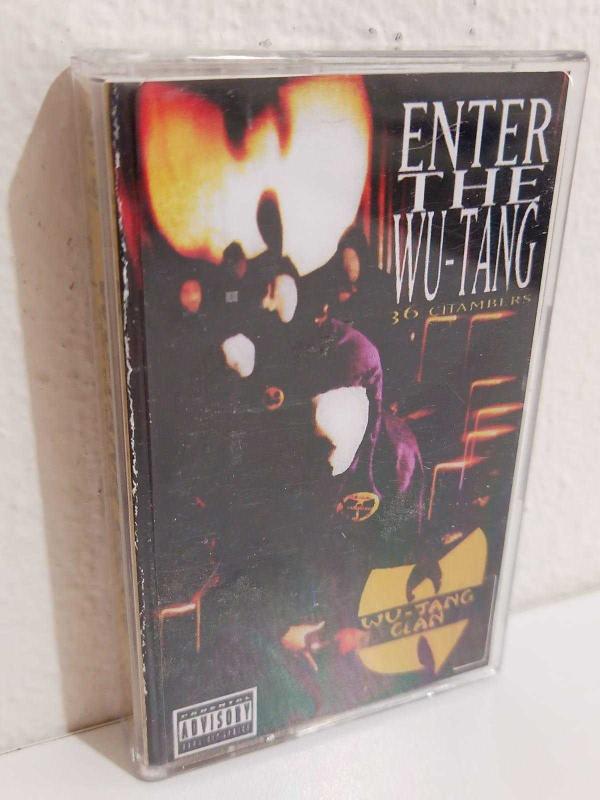 ENTER
THE
WU-TANG
36 CHAMBERS
WU-TANG
CLAN
PARENTAL
ADVISORY